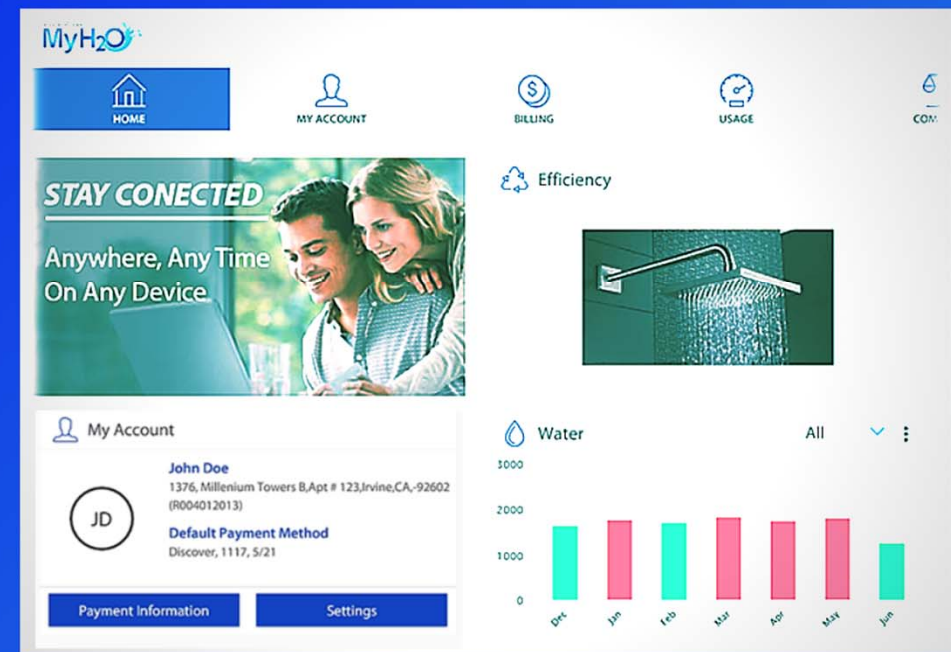 MyH2O
HOME
MY ACCOUNT
BILLING
USAGE
COM
STAY CONECTED
Anywhere, Any Time
On Any Device
Efficiency
My Account
JD
John Doe
1376, Millenium Towers B,Apt # 123,Irvine,CA,-92602
(R004012013)
Default Payment Method
Discover, 1117, 5/21
Payment Information
Settings
Water
All
3000
2000
1000
0
Dec
Jan
Feb
Mar
Apr
May
Jun